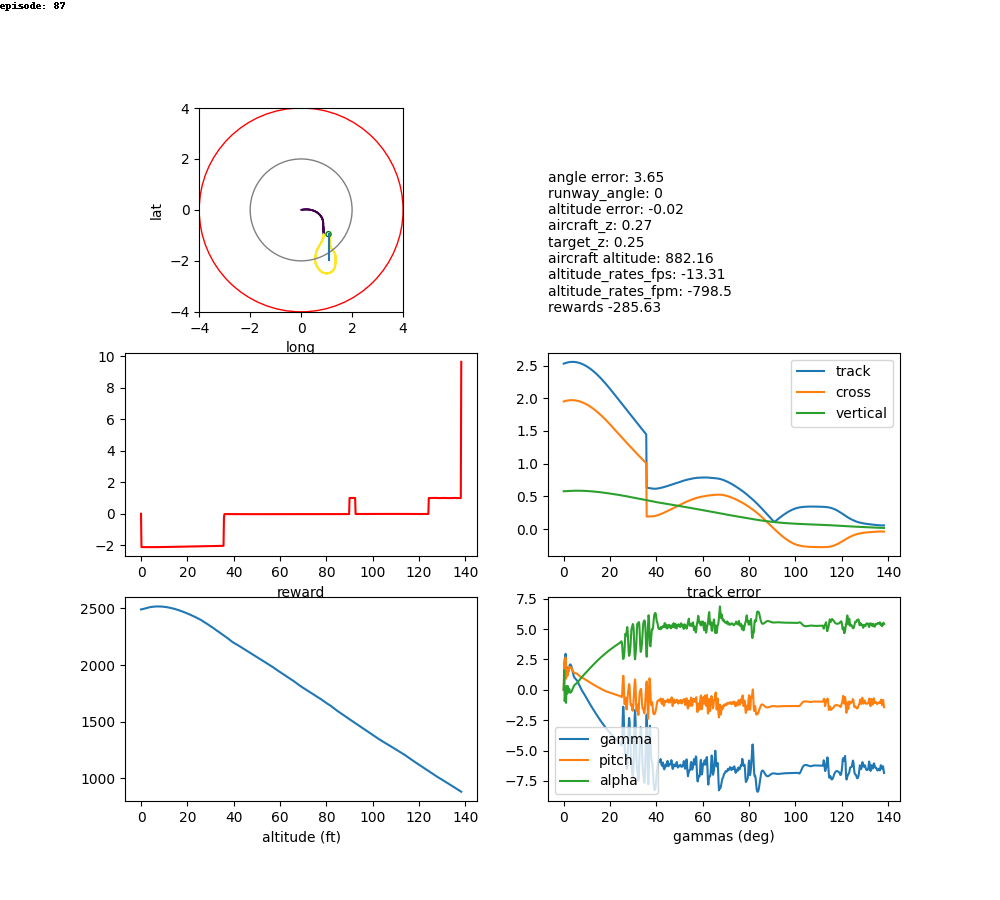 episode: 87
4
2
0
−2
−4
lat
−4 −2 0 2 4
long
angle error: 3.65
runway_angle: 0
altitude error: -0.02
aircraft_z: 0.27
target_z: 0.25
aircraft altitude: 882.16
altitude_rates_fps: -13.31
altitude_rates_fpm: -798.5
rewards -285.63
10
8
6
4
2
0
−2
0 20 40 60 80 100 120 140
reward
2.5
2.0
1.5
1.0
0.5
0.0
track
cross
vertical
0 20 40 60 80 100 120 140
track error
2500
2000
1500
1000
0 20 40 60 80 100 120 140
altitude (ft)
7.5
5.0
2.5
0.0
−2.5
−5.0
−7.5
gamma
pitch
alpha
0 20 40 60 80 100 120 140
gammas (deg)